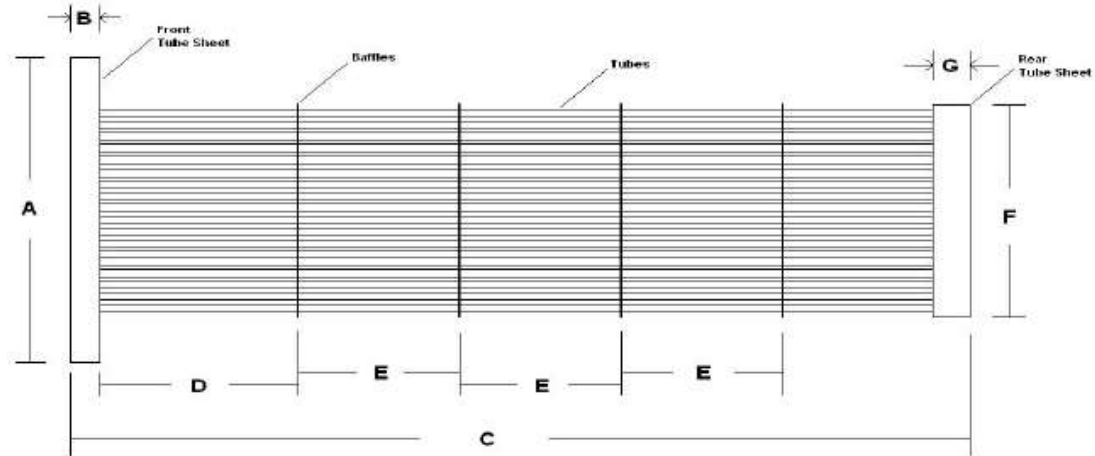 B
Front
Tube Sheet
Baffles
Tubes
G
Rear
Tube Sheet
A
F
D
E
E
E
C